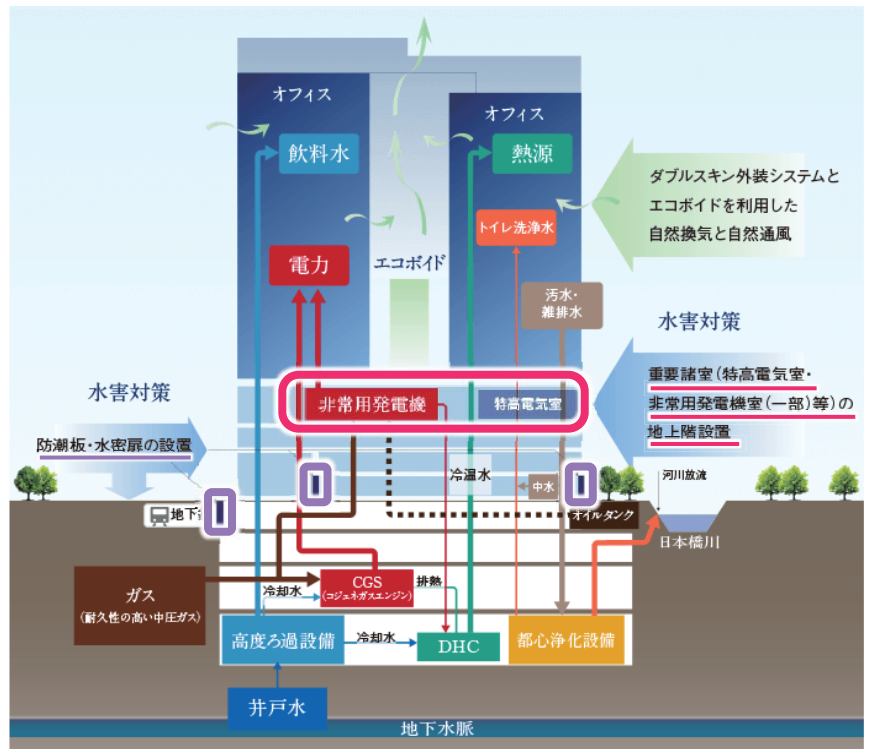 オフィス
オフィス
飲料水
熱源
トイレ洗浄水
ダブルスキン外装システムと
エコボイドを利用した
自然換気と自然通風
電力
エコボイド
汚水・
雑排水
水害対策
重要諸室（特高電気室・
非常用発電機室（一部）等）の
地上階設置
水害対策
防潮板・水密扉の設置
非常用発電機
特高電気室
冷温水
中水
河川放流
地下
オイルタンク
日本橋川
ガス
（耐久性の高い中圧ガス）
冷却水
CGS
（コジェネガスエンジン）
排熱
高度ろ過設備
冷却水
DHC
都心浄化設備
井戸水
地下水脈